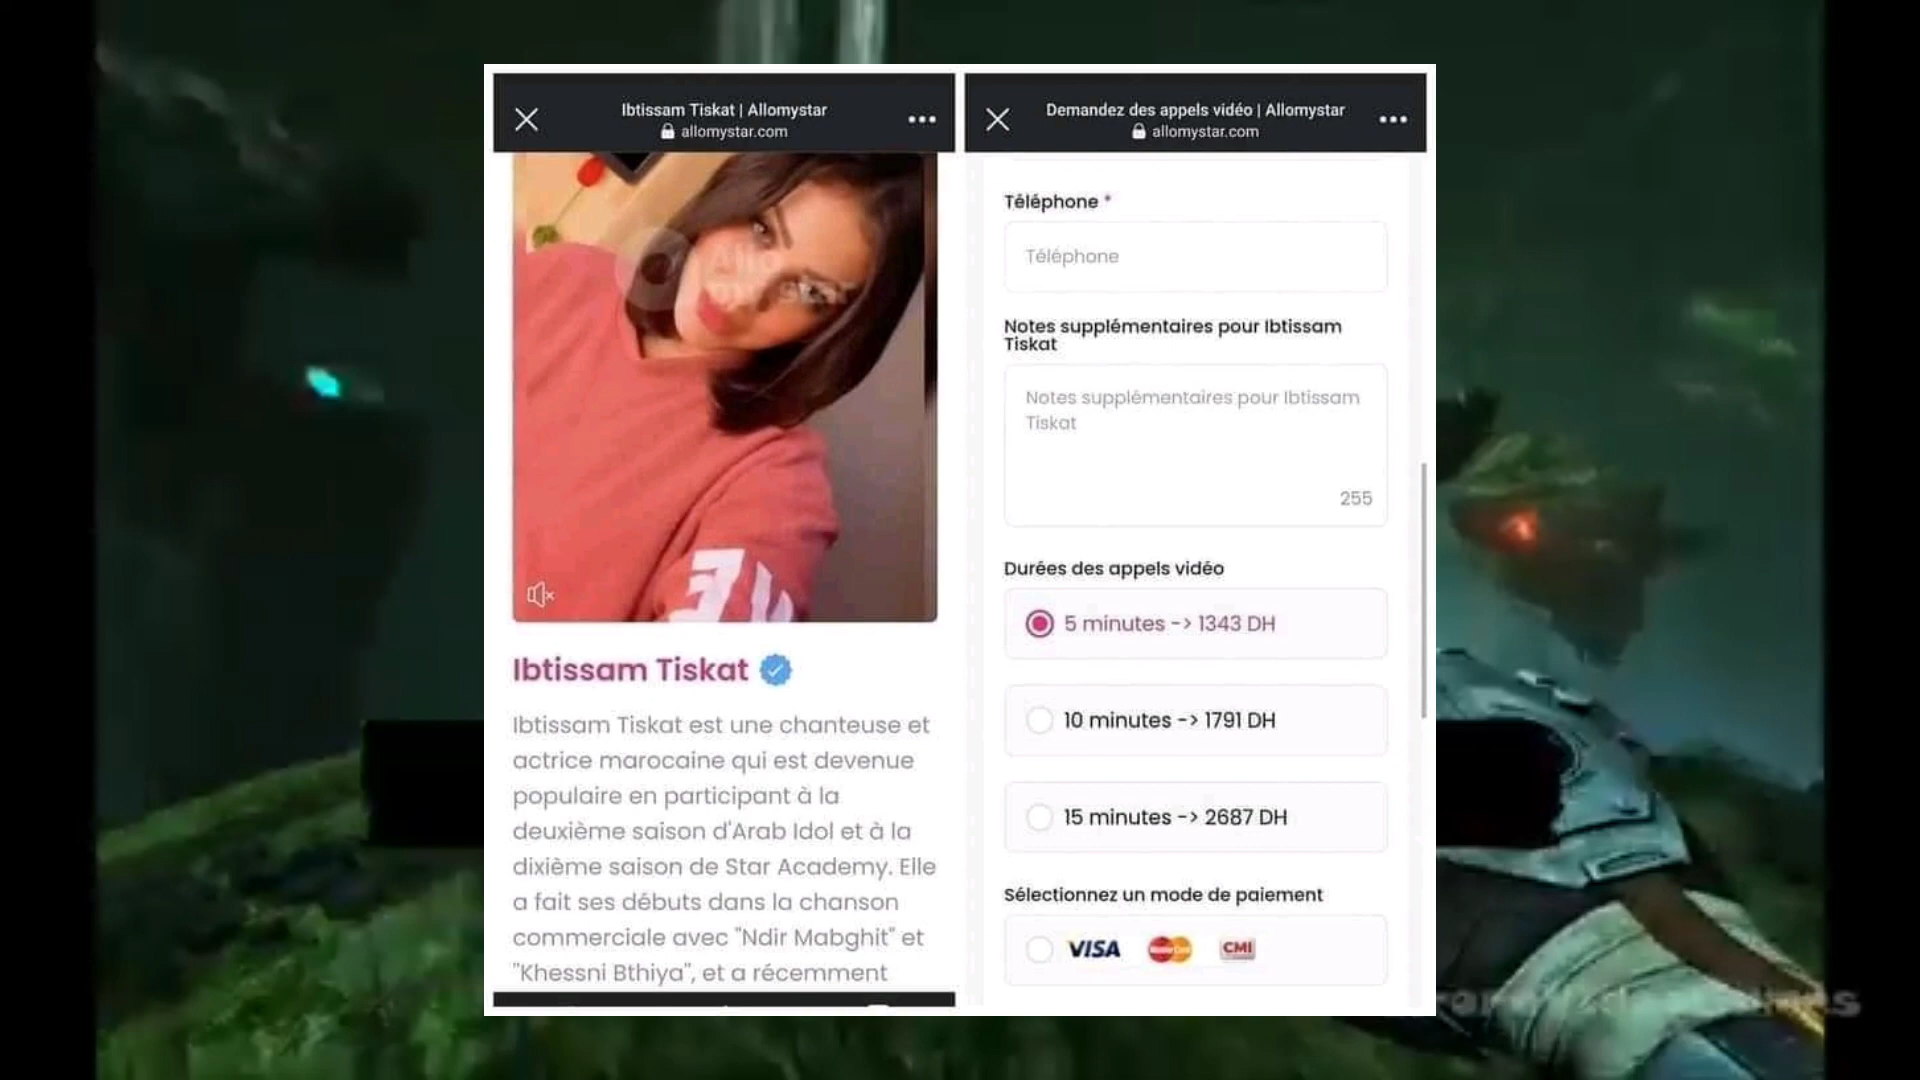 Ibtissam Tiskat | Allomystar
allomystar.com
Ibtissam Tiskat
Ibtissam Tiskat est une chanteuse et
actrice marocaine qui est devenue
populaire en participant à la
deuxième saison d'Arab Idol et à la
dixième saison de Star Academy. Elle
a fait ses débuts dans la chanson
commerciale avec "Ndir Mabghit" et
"Khessni Bthiya", et a récemment
Demandez des appels vidéo | Allomystar
allomystar.com
Téléphone *
Téléphone
Notes supplémentaires pour Ibtissam
Tiskat
Notes supplémentaires pour Ibtissam
Tiskat
255
Durées des appels vidéo
5 minutes -> 1343 DH
10 minutes -> 1791 DH
15 minutes -> 2687 DH
Sélectionnez un mode de paiement
VISA MasterCard CMI